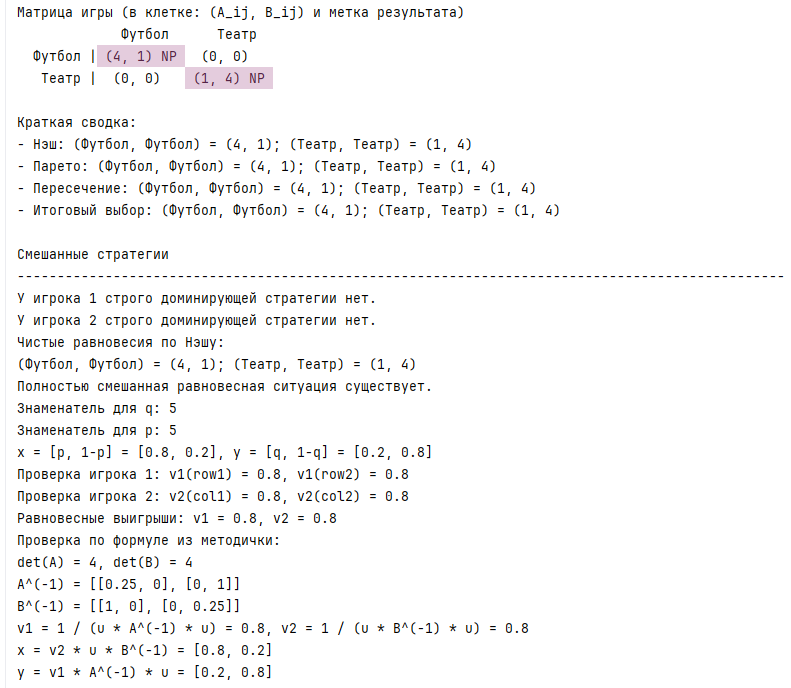 Матрица игры (в клетке: (A_ij, B_ij) и метка результата)
Футбол Театр
Футбол | (4, 1) NP (0, 0)
Театр | (0, 0) (1, 4) NP
Краткая сводка:
- Нэш: (Футбол, Футбол) = (4, 1); (Театр, Театр) = (1, 4)
- Парето: (Футбол, Футбол) = (4, 1); (Театр, Театр) = (1, 4)
- Пересечение: (Футбол, Футбол) = (4, 1); (Театр, Театр) = (1, 4)
- Итоговый выбор: (Футбол, Футбол) = (4, 1); (Театр, Театр) = (1, 4)
Смешанные стратегии
------------------------------------------------------------------------------------------------
У игрока 1 строго доминирующей стратегии нет.
У игрока 2 строго доминирующей стратегии нет.
Чистые равновесия по Нэшу:
(Футбол, Футбол) = (4, 1); (Театр, Театр) = (1, 4)
Полностью смешанная равновесная ситуация существует.
Знаменатель для q: 5
Знаменатель для p: 5
x = [p, 1-p] = [0.8, 0.2], y = [q, 1-q] = [0.2, 0.8]
Проверка игрока 1: v1(row1) = 0.8, v1(row2) = 0.8
Проверка игрока 2: v2(col1) = 0.8, v2(col2) = 0.8
Равновесные выигрыши: v1 = 0.8, v2 = 0.8
Проверка по формуле из методички:
det(A) = 4, det(B) = 4
A^(-1) = [[0.25, 0], [0, 1]]
B^(-1) = [[1, 0], [0, 0.25]]
v1 = 1 / (u * A^(-1) * u) = 0.8, v2 = 1 / (u * B^(-1) * u) = 0.8
x = v2 * u * B^(-1) = [0.8, 0.2]
y = v1 * A^(-1) * u = [0.2, 0.8]